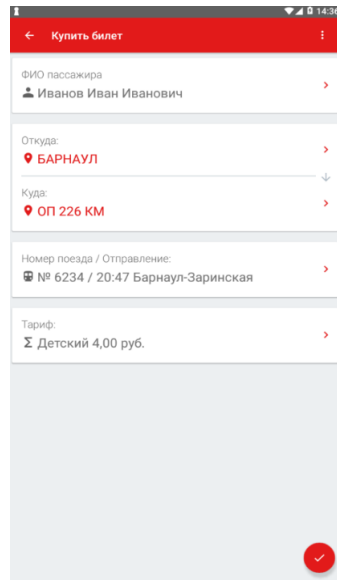 14:36
Купить билет
ФИО пассажира
Иванов Иван Иванович
Откуда:
БАРНАУЛ
Куда:
ОП 226 КМ
Номер поезда / Отправление:
№ 6234 / 20:47 Барнаул-Заринская
Тариф:
Σ Детский 4,00 руб.